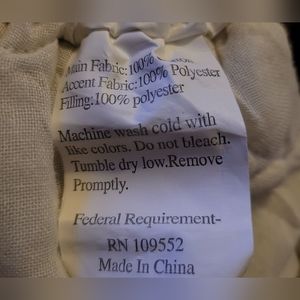 Main Fabric:100% Cotton
Accent Fabric:100% Polyester
Filling:100% polyester
Machine wash cold with
like colors. Do not bleach.
Tumble dry low.Remove
Promptly.
Federal Requirement-
RN 109552
Made In China